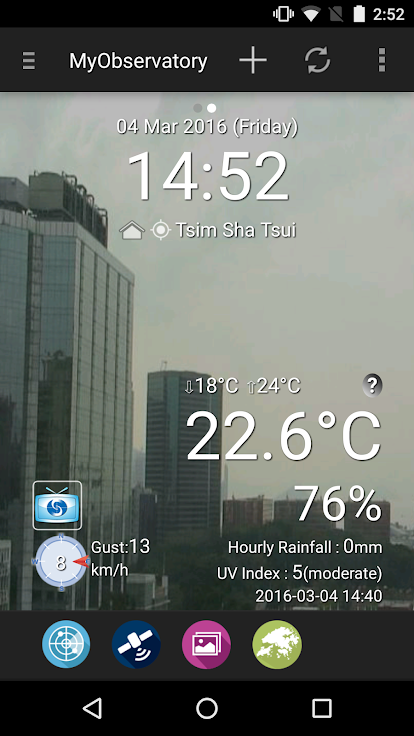 2:52
MyObservatory
04 Mar 2016 (Friday)
14:52
Tsim Sha Tsui
⇩18°C ⇧24°C
?
22.6°C
76%
Gust:13
km/h
8
Hourly Rainfall : 0mm
UV Index : 5(moderate)
2016-03-04 14:40